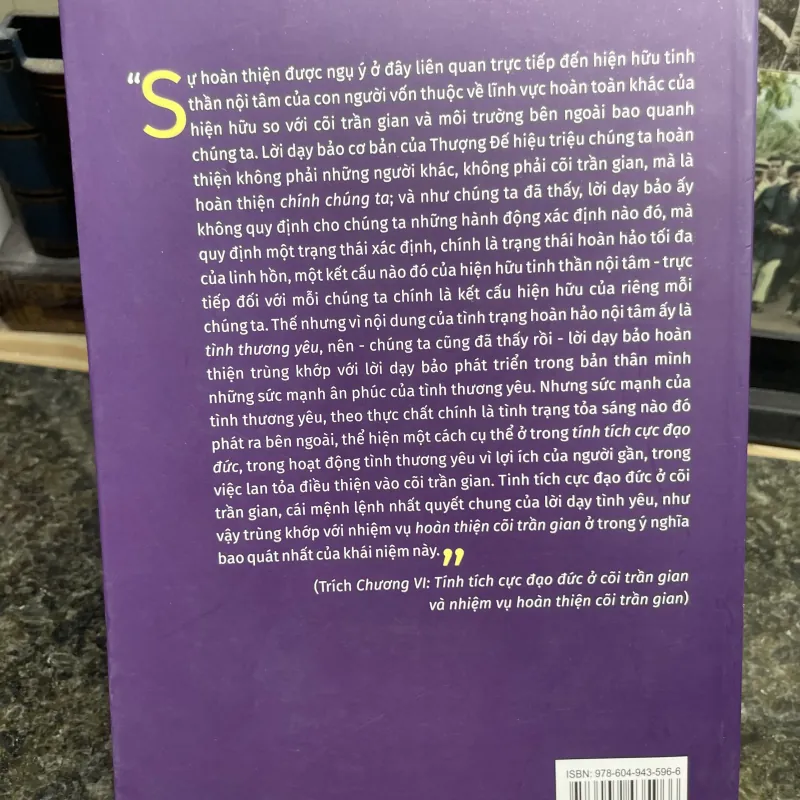 “Sự hoàn thiện được ngụ ý ở đây liên quan trực tiếp đến hiện hữu tinh
thần nội tâm của con người vốn thuộc về lĩnh vực hoàn toàn khác của
hiện hữu so với cõi trần gian và môi trường bên ngoài bao quanh
chúng ta. Lời dạy bảo cơ bản của Thượng Đế hiệu triệu chúng ta hoàn
thiện không phải những người khác, không phải cõi trần gian, mà là
hoàn thiện chính chúng ta; và như chúng ta đã thấy, lời dạy bảo ấy
không quy định cho chúng ta những hành động xác định nào đó, mà
quy định một trạng thái xác định, chính là trạng thái hoàn hảo tối đa
của linh hồn, một kết cấu nào đó của hiện hữu tinh thần nội tâm - trực
tiếp đối với mỗi chúng ta chính là kết cấu hiện hữu của riêng mỗi
chúng ta. Thế nhưng vì nội dung của tình trạng hoàn hảo nội tâm ấy là
tình thương yêu, nên - chúng ta cũng đã thấy rồi - lời dạy bảo hoàn
thiện trùng khớp với lời dạy bảo phát triển trong bản thân mình
những sức mạnh ân phúc của tình thương yêu. Nhưng sức mạnh của
tình thương yêu, theo thực chất chính là tình trạng tỏa sáng nào đó
phát ra bên ngoài, thể hiện một cách cụ thể ở trong tính tích cực đạo
đức, trong hoạt động tình thương yêu vì lợi ích của người gần, trong
việc lan tỏa điều thiện vào cõi trần gian. Tính tích cực đạo đức ở cõi
trần gian, cái mệnh lệnh nhất quyết chung của lời dạy tình yêu, như
vậy trùng khớp với nhiệm vụ hoàn thiện cõi trần gian ở trong ý nghĩa
bao quát nhất của khái niệm này.”
(Trích Chương VI: Tính tích cực đạo đức ở cõi trần gian
và nhiệm vụ hoàn thiện cõi trần gian)
ISBN: 978-604-943-596-6